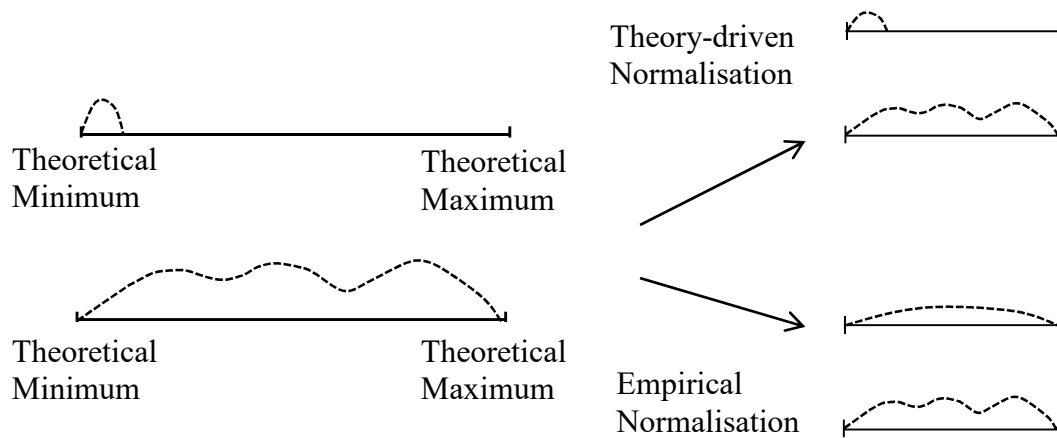 Theoretical
Minimum
Theoretical
Maximum
Theoretical
Minimum
Theoretical
Maximum
Theory-driven
Normalisation
Empirical
Normalisation